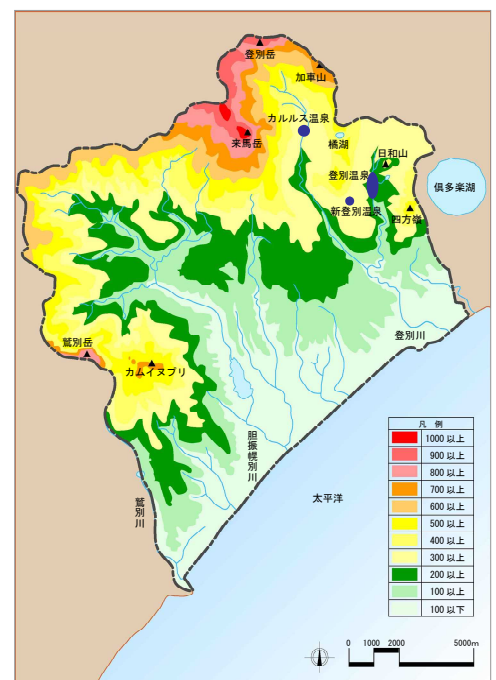 登別岳
加車山
カルルス温泉
来馬岳
橘湖
日和山
登別温泉
倶多楽湖
新登別温泉
四方嶺
登別川
鷲別岳
カムイヌプリ
胆振幌別川
鷲別川
太平洋
凡 例
1000 以上
900 以上
800 以上
700 以上
600 以上
500 以上
400 以上
300 以上
200 以上
100 以上
100 以下
0 1000 2000 5000m